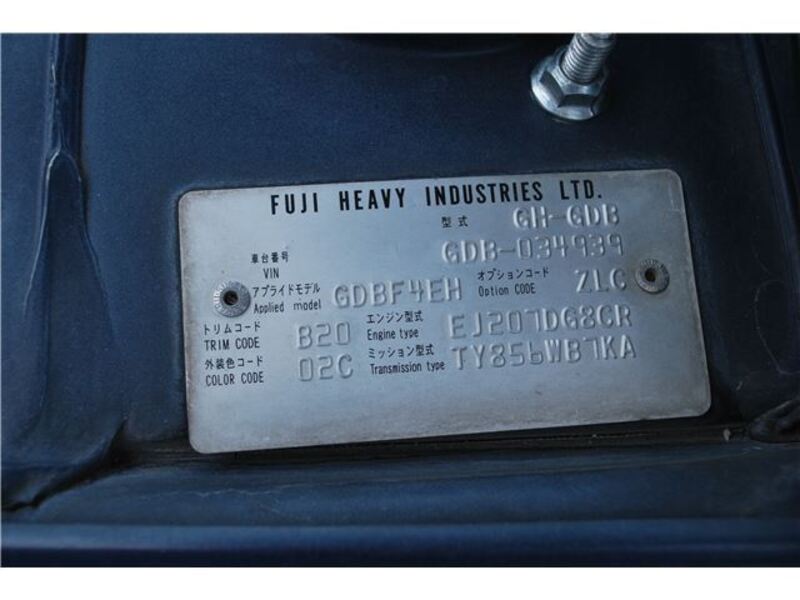 FUJI HEAVY INDUSTRIES LTD.
型式 GH-GDB
車台番号 VIN GDB-034939
アプライドモデル Applied model GDBF4EH オプションコード Option CODE ZLC
トリムコード TRIM CODE B20 エンジン型式 Engine type EJ207DG8CR
外装色コード COLOR CODE 02C ミッション型式 Transmission type TY856WB7KA